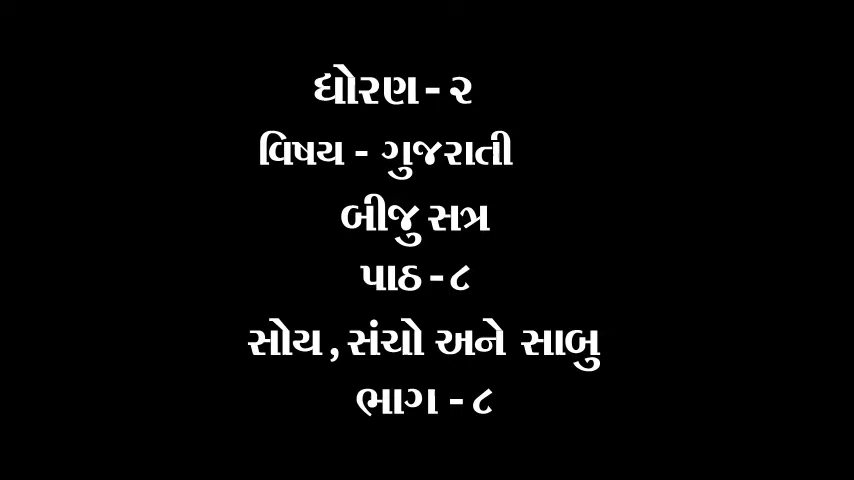 ધોરણ - ૨
વિષય - ગુજરાતી
બીજુ સત્ર
પાઠ - ૮
સોય , સંચો અને સાબુ
ભાગ - ૮